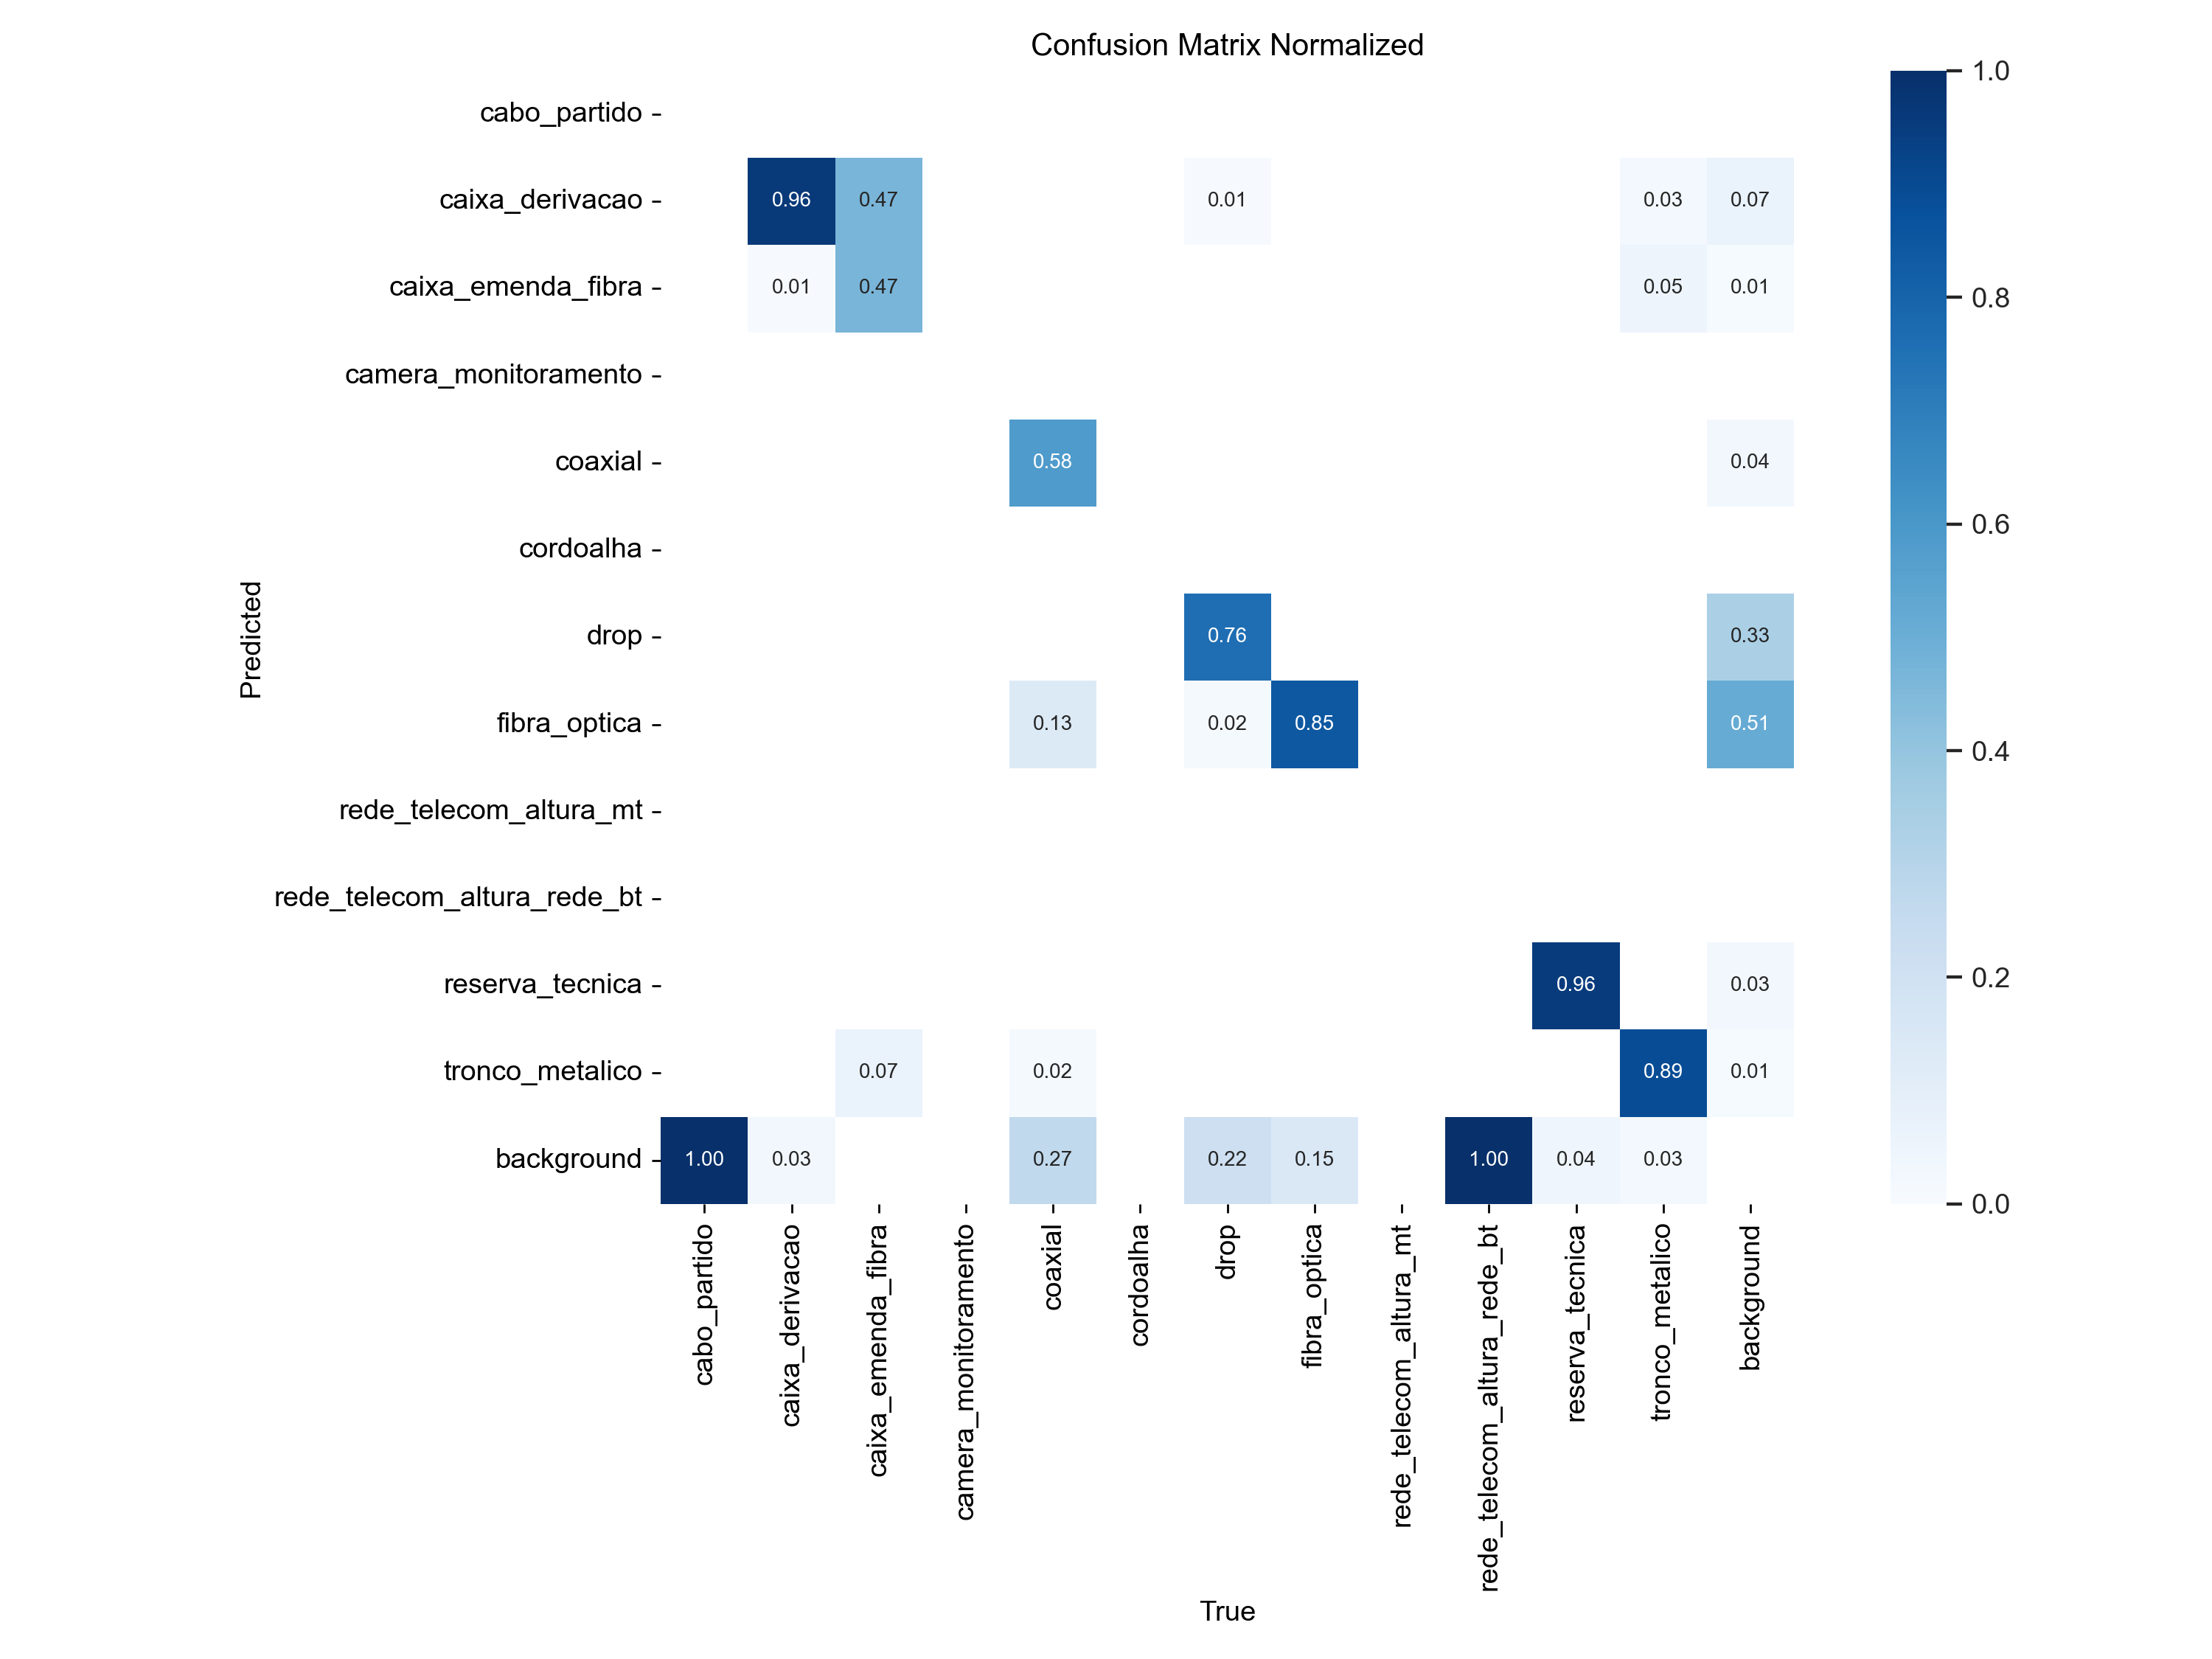 Confusion Matrix Normalized
cabo_partido
caixa_derivacao 0.96 0.47 0.01 0.03 0.07
caixa_emenda_fibra 0.01 0.47 0.05 0.01
camera_monitoramento
coaxial 0.58 0.04
cordoalha
drop 0.76 0.33
fibra_optica 0.13 0.02 0.85 0.51
rede_telecom_altura_mt
rede_telecom_altura_rede_bt
reserva_tecnica 0.96 0.03
tronco_metalico 0.07 0.02 0.89 0.01
background 1.00 0.03 0.27 0.22 0.15 1.00 0.04 0.03
Predicted
cabo_partido
caixa_derivacao
caixa_emenda_fibra
camera_monitoramento
coaxial
cordoalha
drop
fibra_optica
rede_telecom_altura_mt
rede_telecom_altura_rede_bt
reserva_tecnica
tronco_metalico
background
True
1.0
0.8
0.6
0.4
0.2
0.0